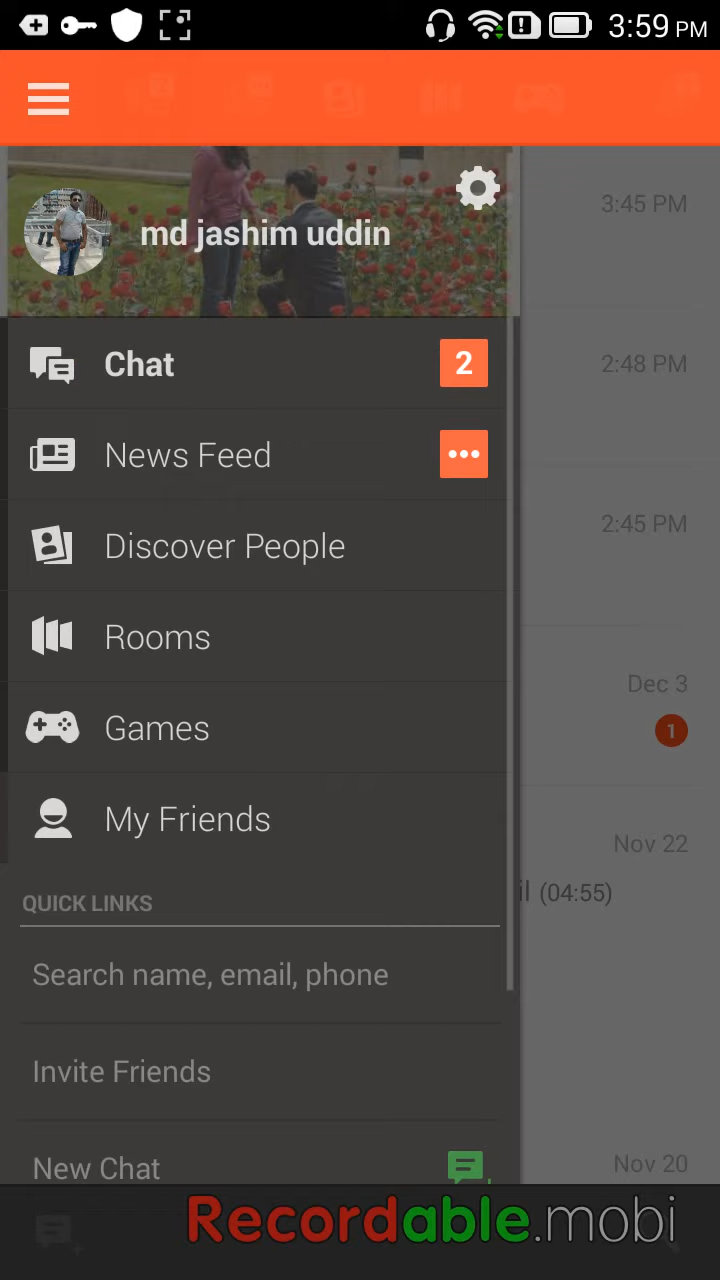 3:59 PM
3:45 PM
md jashim uddin
Chat
2
2:48 PM
News Feed
2:45 PM
Discover People
Rooms
Dec 3
1
Games
My Friends
Nov 22
il (04:55)
QUICK LINKS
Search name, email, phone
Invite Friends
New Chat
Nov 20
Recordable.mobi